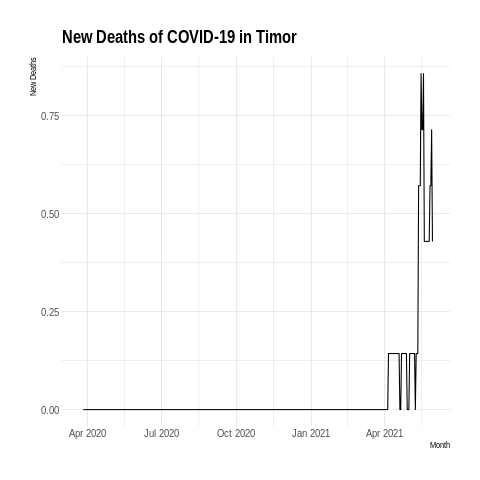 New Deaths of COVID-19 in Timor
New Deaths
0.75
0.50
0.25
0.00
Apr 2020 Jul 2020 Oct 2020 Jan 2021 Apr 2021
Month